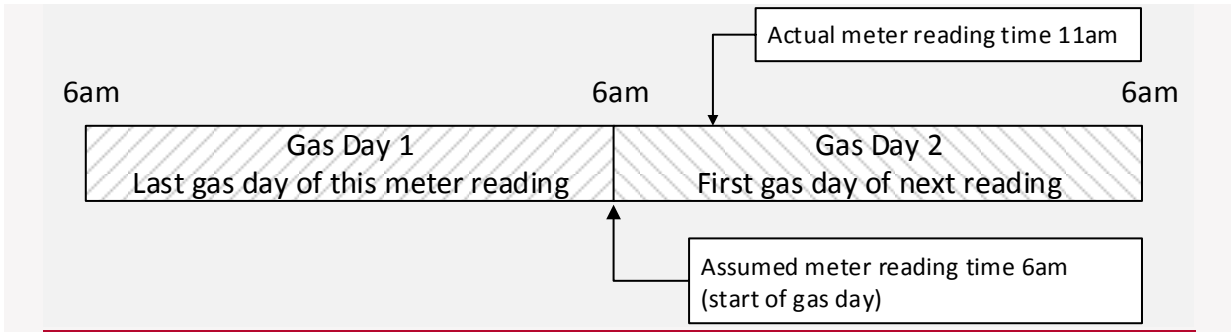 Actual meter reading time 11am
6am
6am
6am
Gas Day 1
Last gas day of this meter reading
Gas Day 2
First gas day of next reading
Assumed meter reading time 6am
(start of gas day)